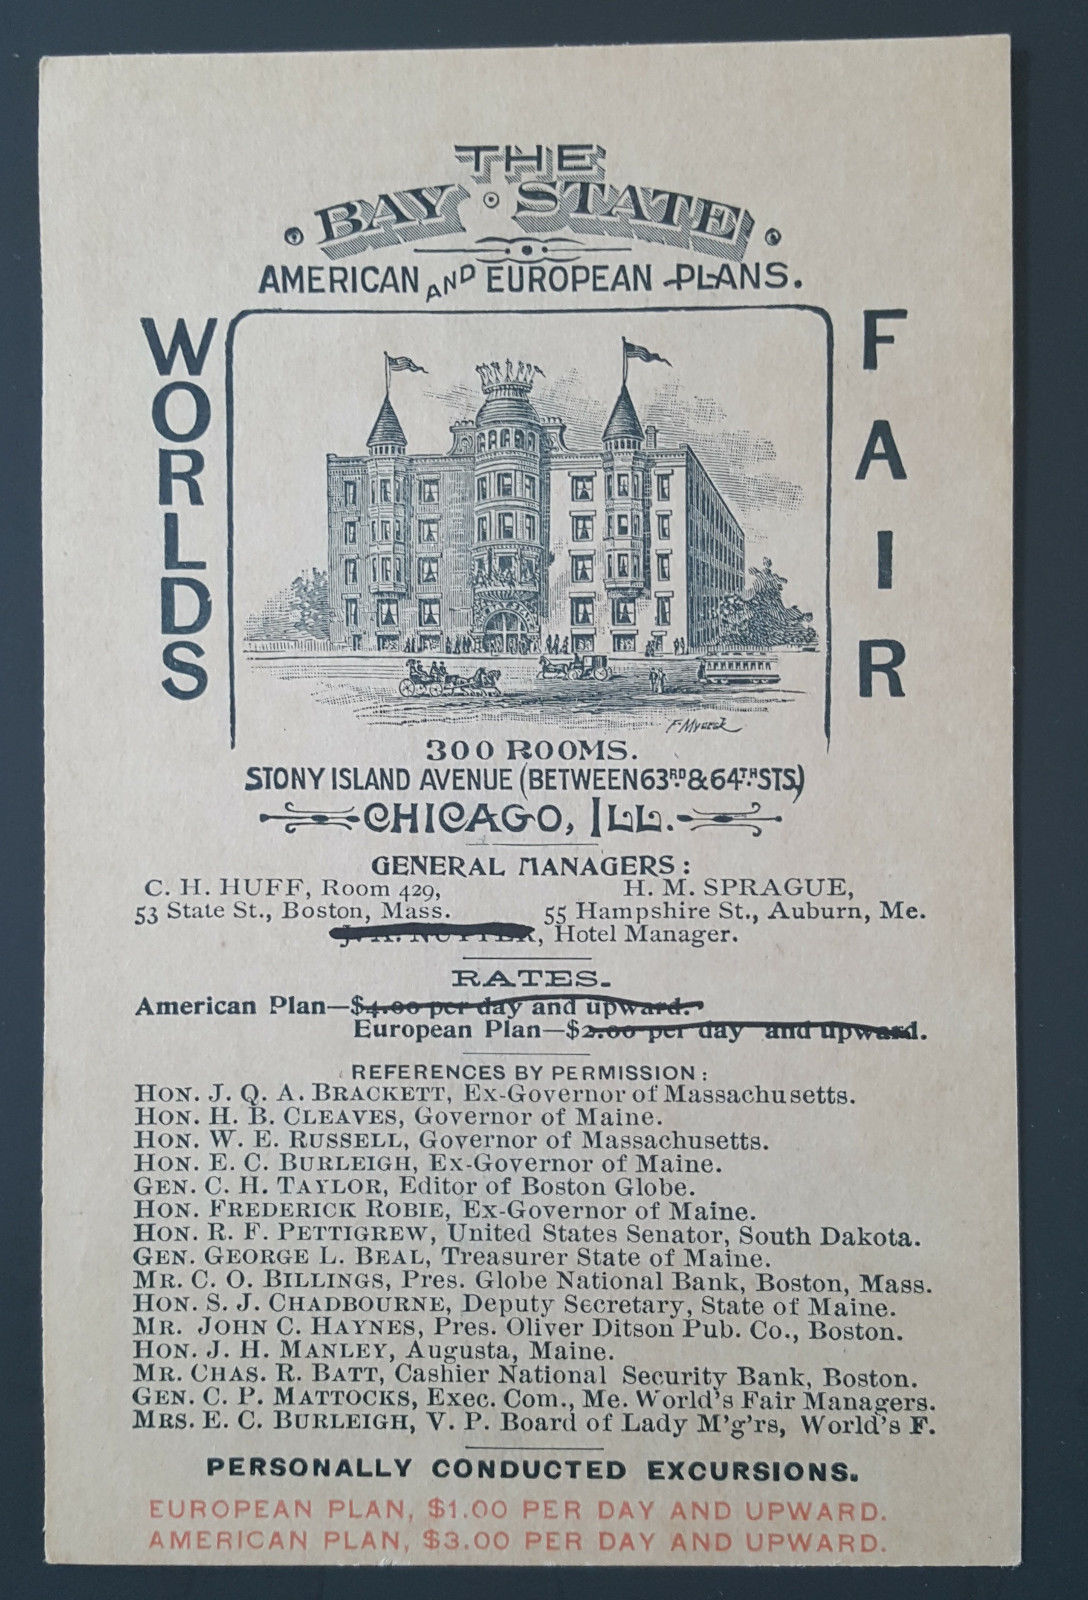 THE
BAY STATE
AMERICAN AND EUROPEAN PLANS.
WORLDS
FAIR
300 ROOMS.
STONY ISLAND AVENUE (BETWEEN 63RD & 64TH STS)
CHICAGO, ILL.
GENERAL MANAGERS:
C. H. HUFF, Room 429,
53 State St., Boston, Mass.
H. M. SPRAGUE,
55 Hampshire St., Auburn, Me.
J. A. NUTTER, Hotel Manager.
RATES.
American Plan—$4.00 per day and upward.
European Plan—$2.00 per day and upward.
REFERENCES BY PERMISSION:
HON. J. Q. A. BRACKETT, Ex-Governor of Massachusetts.
HON. H. B. CLEAVES, Governor of Maine.
HON. W. E. RUSSELL, Governor of Massachusetts.
HON. E. C. BURLEIGH, Ex-Governor of Maine.
GEN. C. H. TAYLOR, Editor of Boston Globe.
HON. FREDERICK ROBIE, Ex-Governor of Maine.
HON. R. F. PETTIGREW, United States Senator, South Dakota.
GEN. GEORGE L. BEAL, Treasurer State of Maine.
MR. C. O. BILLINGS, Pres. Globe National Bank, Boston, Mass.
HON. S. J. CHADBOURNE, Deputy Secretary, State of Maine.
MR. JOHN C. HAYNES, Pres. Oliver Ditson Pub. Co., Boston.
HON. J. H. MANLEY, Augusta, Maine.
MR. CHAS. R. BATT, Cashier National Security Bank, Boston.
GEN. C. P. MATTOCKS, Exec. Com., Me. World's Fair Managers.
MRS. E. C. BURLEIGH, V. P. Board of Lady M'g'rs, World's F.
PERSONALLY CONDUCTED EXCURSIONS.
EUROPEAN PLAN, $1.00 PER DAY AND UPWARD.
AMERICAN PLAN, $3.00 PER DAY AND UPWARD.